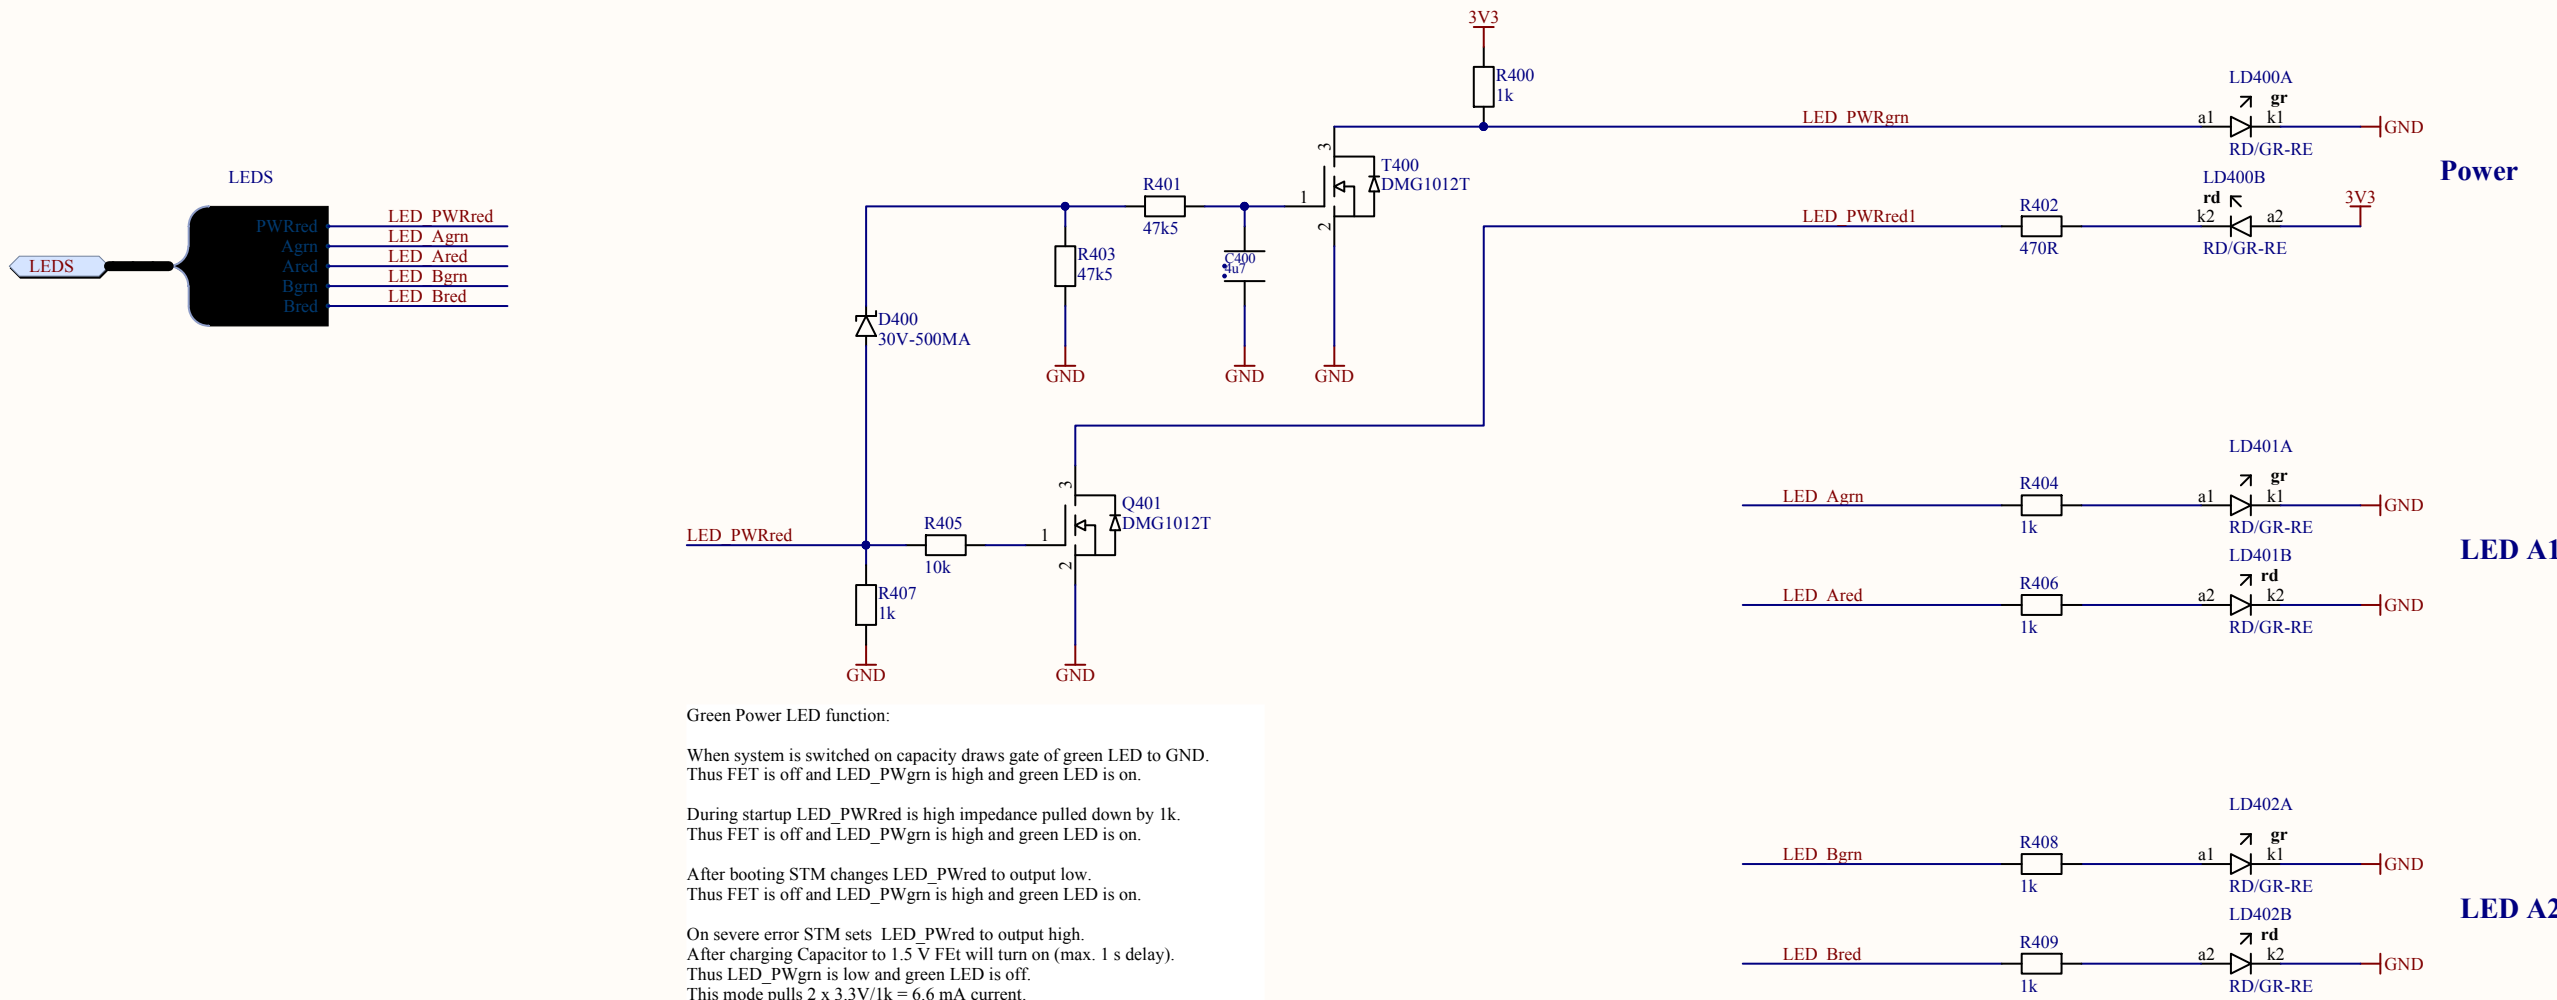 3V3
R400
1k
LED_PWRgrn
LD400A
gr
a1
k1
GND
RD/GR-RE
Power
LD400B
rd
k2
a2
3V3
RD/GR-RE
R402
470R
LED_PWRred1
3
T400
DMG1012T
1
2
R401
47k5
R403
47k5
C400
4u7
GND
GND
GND
LEDS
LEDS
PWRred
Agrn
Ared
Bgrn
Bred
LED_PWRred
LED_Agrn
LED_Ared
LED_Bgrn
LED_Bred
D400
30V-500MA
LED_PWRred
R405
10k
3
Q401
DMG1012T
1
2
R407
1k
GND
GND
LD401A
gr
LED_Agrn
R404
1k
a1
k1
GND
RD/GR-RE
LED A1
LD401B
rd
LED_Ared
R406
1k
a2
k2
GND
RD/GR-RE
Green Power LED function:
When system is switched on capacity draws gate of green LED to GND.
Thus FET is off and LED_PWgrn is high and green LED is on.
During startup LED_PWRred is high impedance pulled down by 1k.
Thus FET is off and LED_PWgrn is high and green LED is on.
After booting STM changes LED_PWred to output low.
Thus FET is off and LED_PWgrn is high and green LED is on.
On severe error STM sets  LED_PWred to output high.
After charging Capacitor to 1.5 V FEt will turn on (max. 1 s delay).
Thus LED_PWgrn is low and green LED is off.
This mode pulls 2 x 3.3V/1k = 6.6 mA current.
LD402A
gr
LED_Bgrn
R408
1k
a1
k1
GND
RD/GR-RE
LED A2
LD402B
rd
LED_Bred
R409
1k
a2
k2
GND
RD/GR-RE